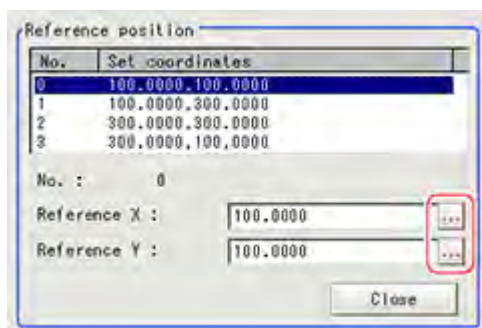 Reference position
No. Set coordinates
0 100.0000,100.0000
1 100.0000,300.0000
2 300.0000,300.0000
3 300.0000,100.0000
No. : 0
Reference X : 100.0000 ...
Reference Y : 100.0000 ...
Close